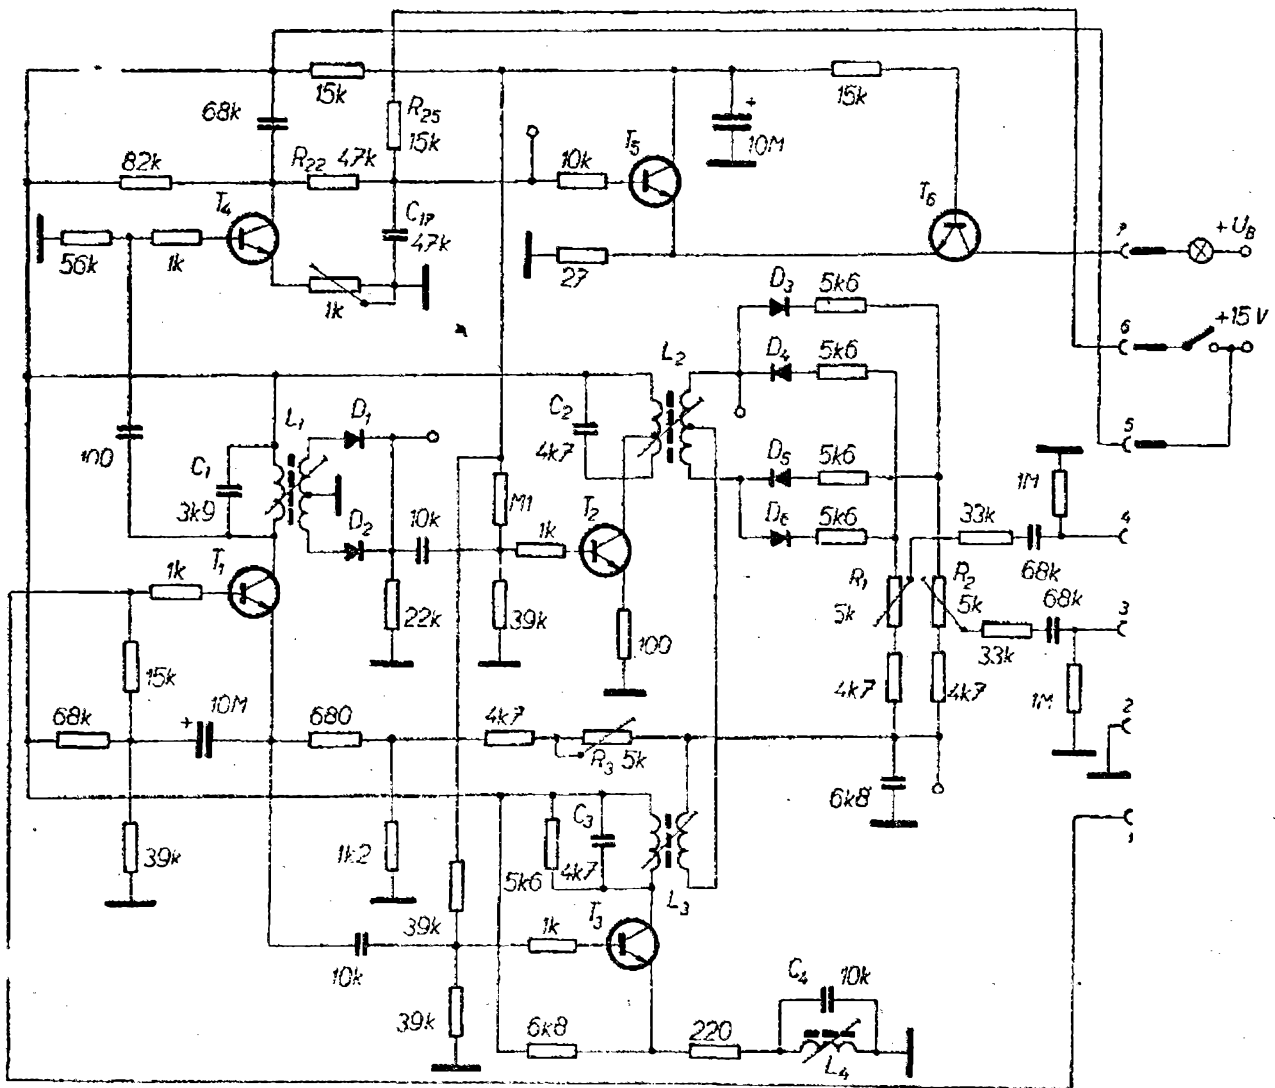 15k
68k
R25
15k
+
10M
15k
82k
R22 47k
10k
T5
T6
T4
C17
47k
7
+UB
56k
1k
27
1k
D3 5k6
6
+15V
L2
D4 5k6
C2
4k7
5
L1
D1
100
C1
3k9
D5 5k6
1M
M1
D2
10k
T2
D6 5k6
33k
4
1k
68k
T1
1k
R1
5k
R2
5k
68k
3
22k
39k
100
33k
15k
4k7
4k7
1M
2
68k
+
10M
680
4k7
R3 5k
6k8
C3
4k7
1
39k
1k2
5k6
L3
39k
T3
1k
10k
C4 10k
39k
6k8
220
L4